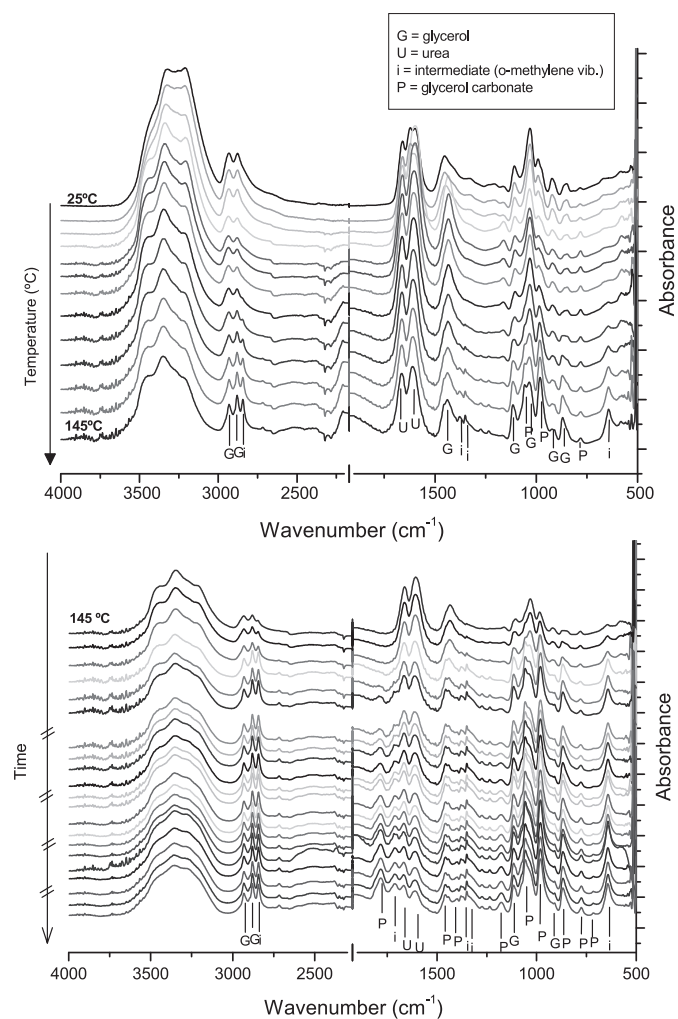 G = glycerol
U = urea
i = intermediate (o-methylene vib.)
P = glycerol carbonate
25ºC
Temperature (ºC)
145ºC
Absorbance
G G i U U G i i G P G P G G P i
4000 3500 3000 2500 1500 1000 500
Wavenumber (cm-1)
145 ºC
Time
Absorbance
G G i P i U U P P i i P G P P G P P P i
4000 3500 3000 2500 1500 1000 500
Wavenumber (cm-1)